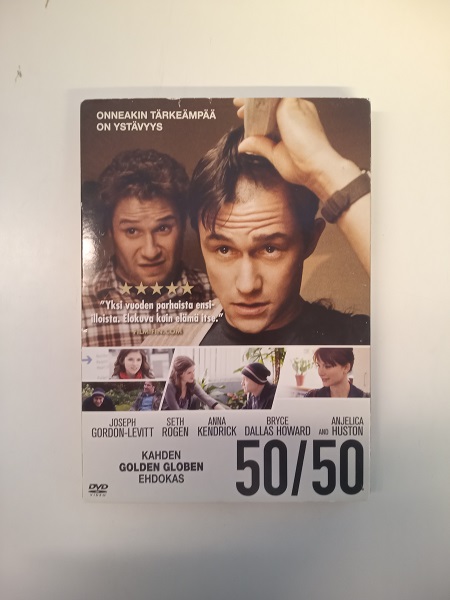 ONNEAKIN TÄRKEÄMPÄÄ
ON YSTÄVYYS
"Yksi vuoden parhaista ensi-
illoista. Elokuva kuin elämä itse."
JOSEPH GORDON-LEVITT
SETH ROGEN
ANNA KENDRICK
BRYCE DALLAS HOWARD
AND ANJELICA HUSTON
KAHDEN
GOLDEN GLOBEN
EHDOKAS
50/50
DVD
VIDEO